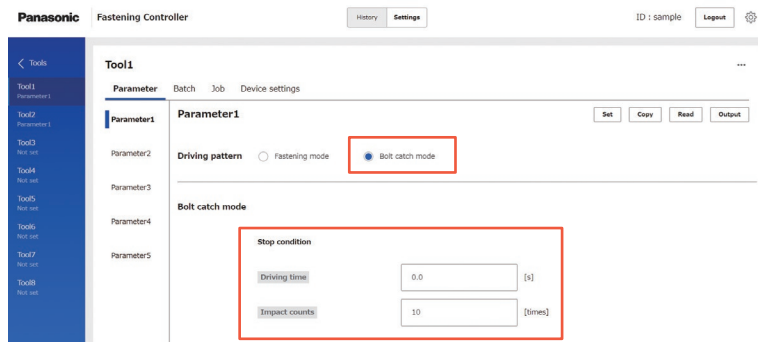 Panasonic Fastening Controller History Settings ID : sample Logout
Tools
Tool1
Parameter1
Tool2
Parameter1
Tool3
Not set
Tool4
Not set
Tool5
Not set
Tool6
Not set
Tool7
Not set
Tool8
Not set
Tool1 ...
Parameter Batch Job Device settings
Parameter1
Parameter2
Parameter3
Parameter4
Parameter5
Parameter1 Set Copy Read Output
Driving pattern Fastening mode Bolt catch mode
Bolt catch mode
Stop condition
Driving time 0.0 [s]
Impact counts 10 [times]